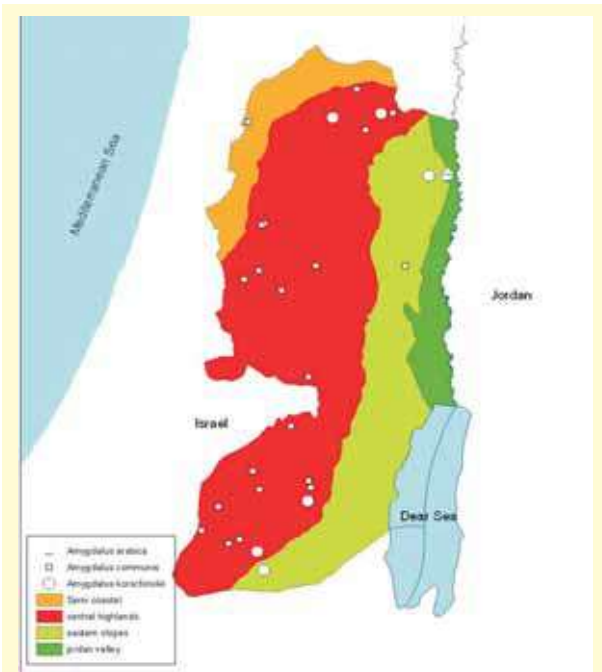 Mediterranean Sea
Jordan
Israel
Dear Sea
Amygdalus arabica
Amygdalus communis
Amygdalus korschinskii
Semi coastal
central highlands
eastern slopes
jordan valley